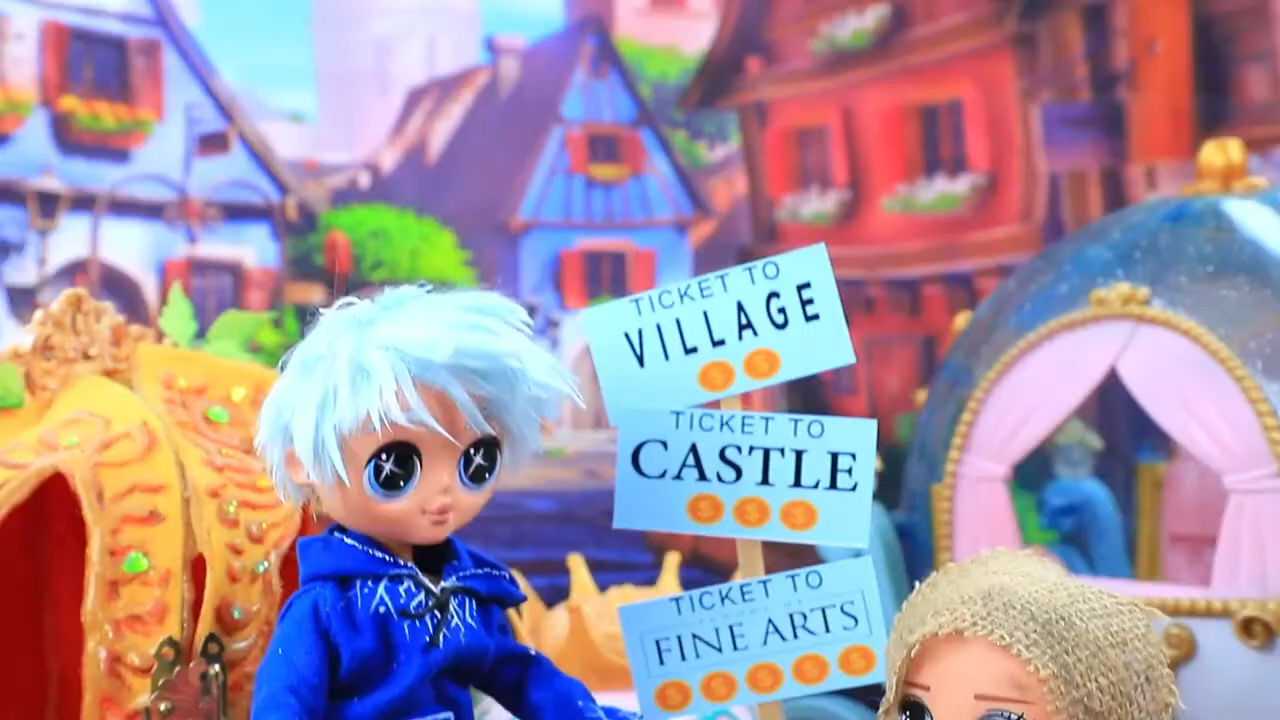 TICKET TO
VILLAGE
$ $
TICKET TO
CASTLE
$ $ $
TICKET TO
FINE ARTS
$ $ $ $ $